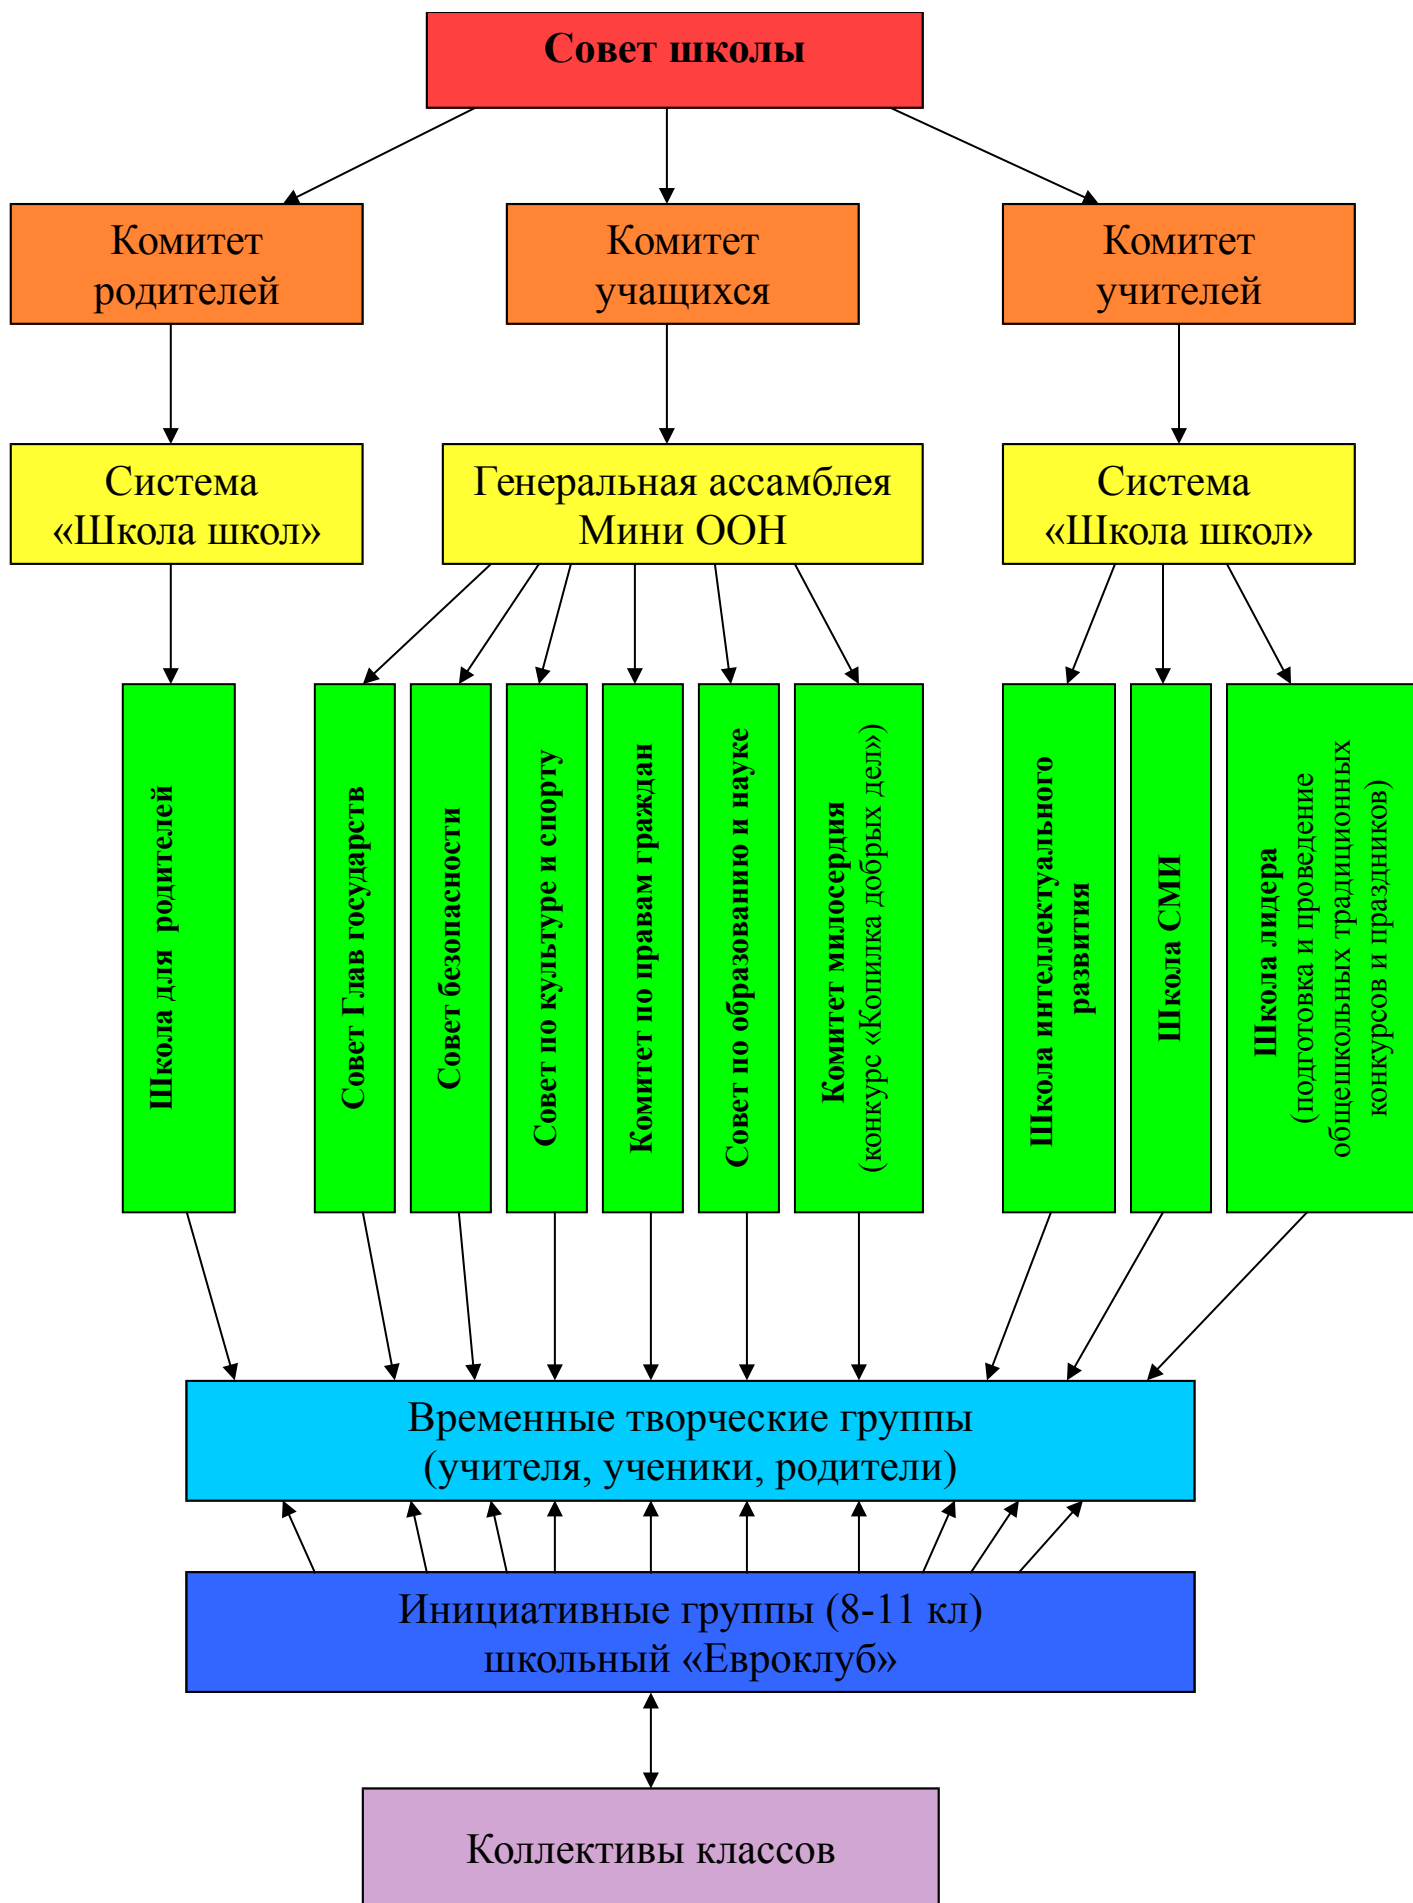 Совет школы
Комитет
родителей
Комитет
учащихся
Комитет
учителей
Система
«Школа школ»
Генеральная ассамблея
Мини ООН
Система
«Школа школ»
Школа для  родителей
Совет Глав государств
Совет безопасности
Совет по культуре и спорту
Комитет по правам граждан
Совет по образованию и науке
Комитет милосердия
(конкурс «Копилка добрых дел»)
Школа интеллектуального
развития
Школа СМИ
Школа лидера
(подготовка и проведение
общешкольных традиционных
конкурсов и праздников)
Временные творческие группы
(учителя, ученики, родители)
Инициативные группы (8-11 кл)
школьный «Евроклуб»
Коллективы классов